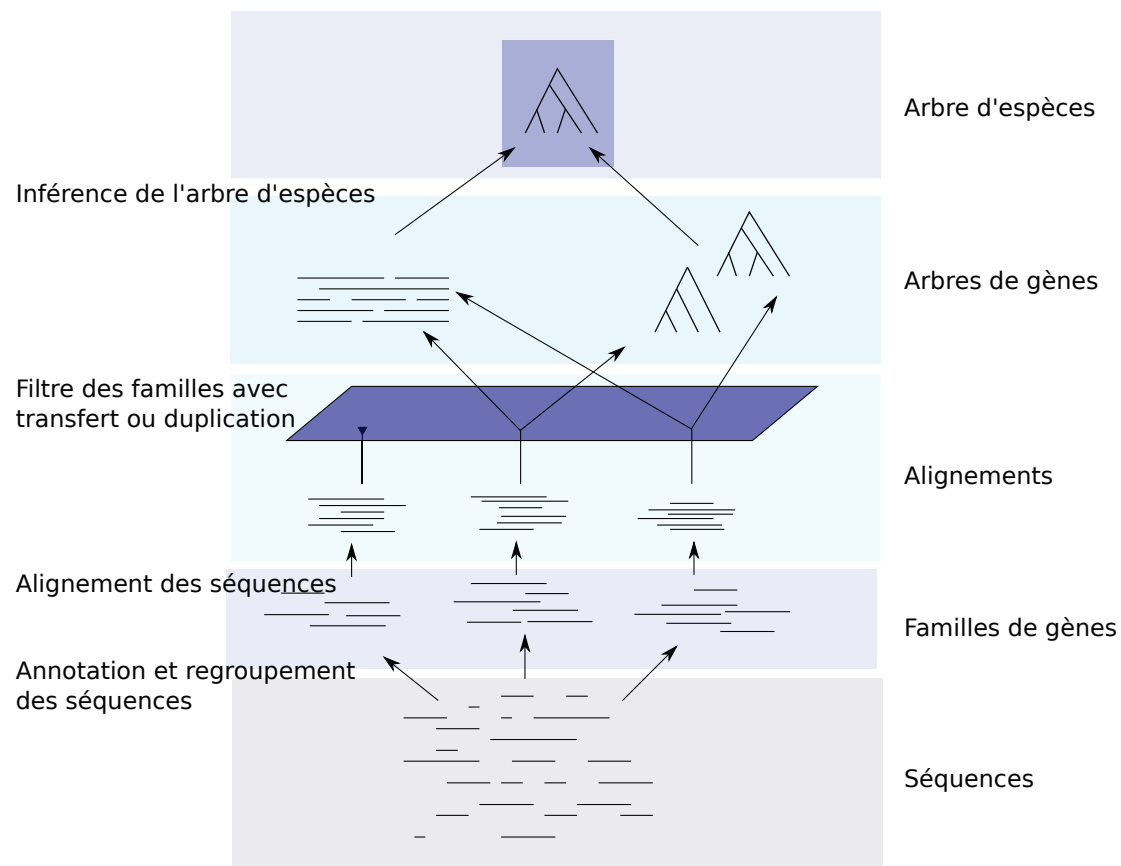 Arbre d'espèces
Inférence de l'arbre d'espèces
Arbres de gènes
Filtre des familles avec
transfert ou duplication
Alignements
Alignement des séquences
Familles de gènes
Annotation et regroupement
des séquences
Séquences